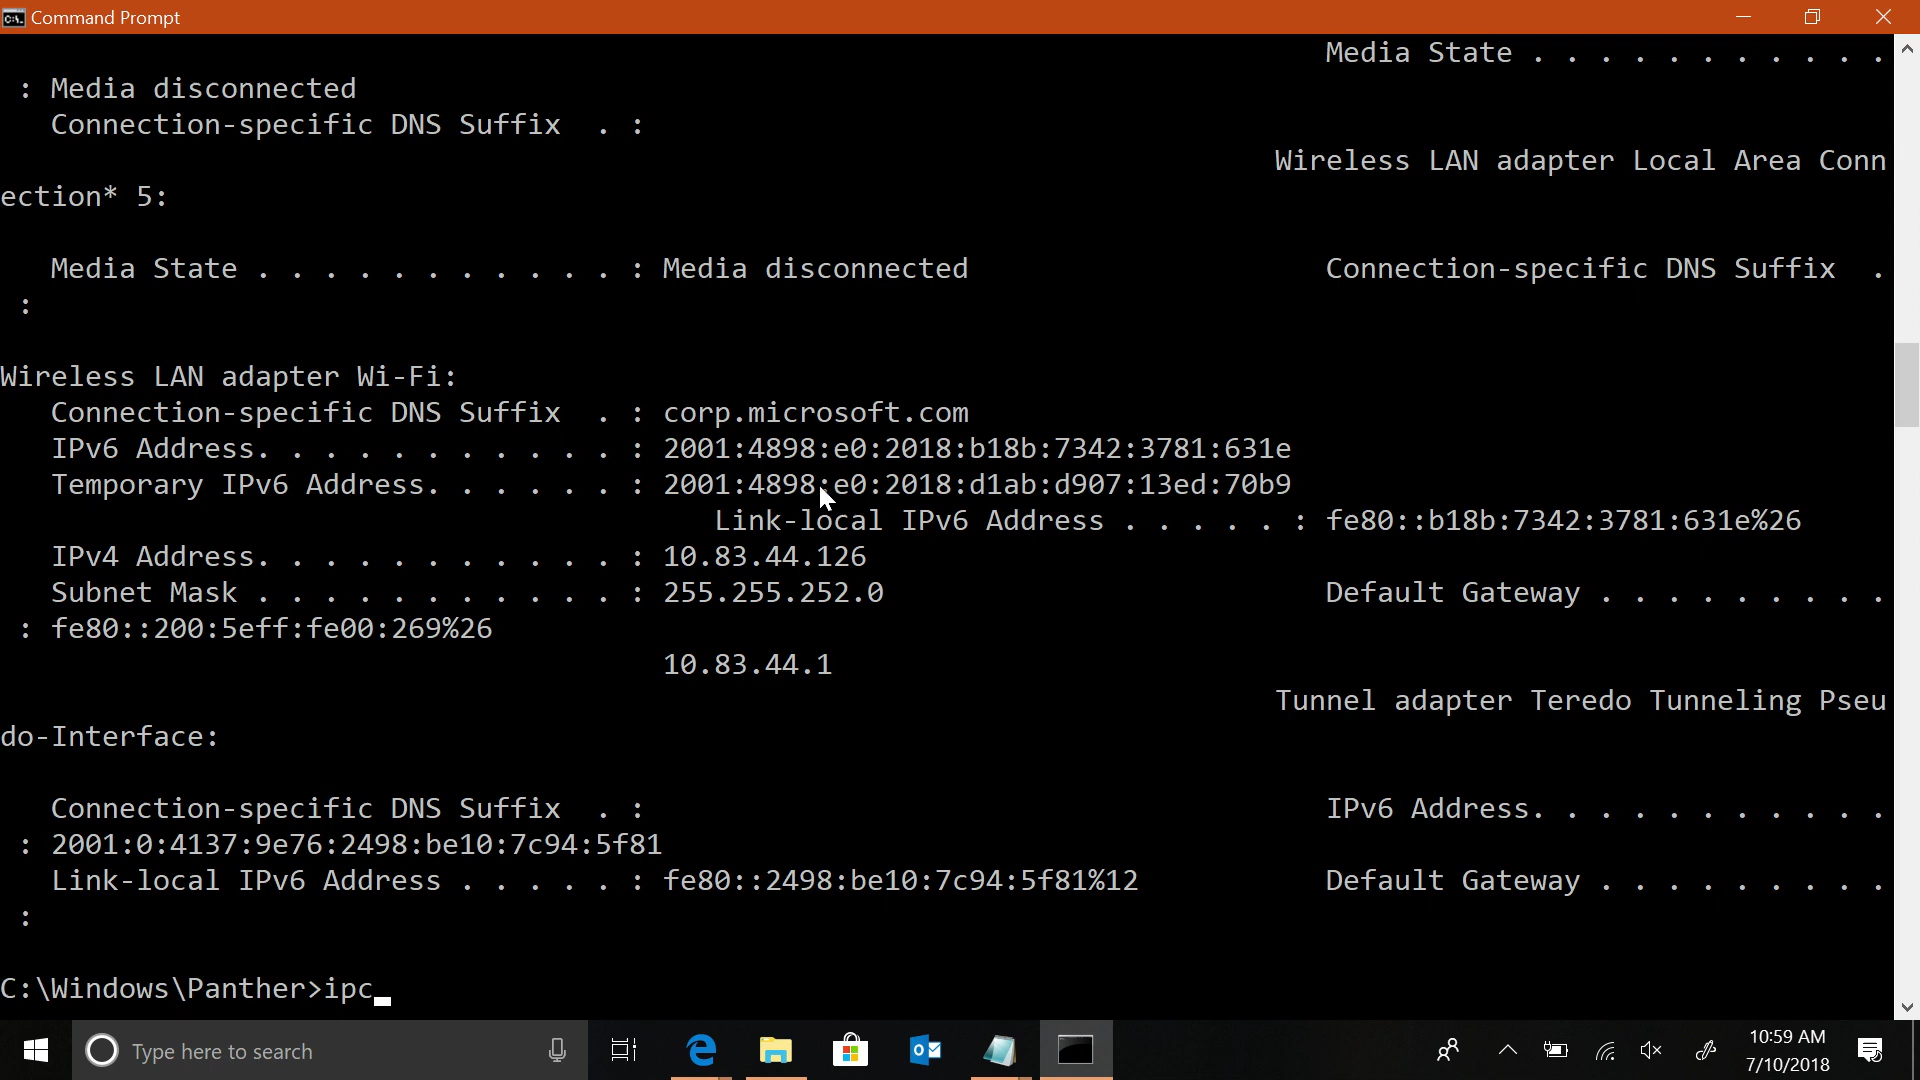 Command Prompt
Media State . . . . . . . . . . .
: Media disconnected
Connection-specific DNS Suffix  . :
Wireless LAN adapter Local Area Conn
ection* 5:
Media State . . . . . . . . . . . : Media disconnected Connection-specific DNS Suffix  .
:
Wireless LAN adapter Wi-Fi:
Connection-specific DNS Suffix  . : corp.microsoft.com
IPv6 Address. . . . . . . . . . . : 2001:4898:e0:2018:b18b:7342:3781:631e
Temporary IPv6 Address. . . . . . : 2001:4898:e0:2018:d1ab:d907:13ed:70b9
Link-local IPv6 Address . . . . . : fe80::b18b:7342:3781:631e%26
IPv4 Address. . . . . . . . . . . : 10.83.44.126
Subnet Mask . . . . . . . . . . . : 255.255.252.0 Default Gateway . . . . . . . . .
: fe80::200:5eff:fe00:269%26
10.83.44.1
Tunnel adapter Teredo Tunneling Pseu
do-Interface:
Connection-specific DNS Suffix  . : IPv6 Address. . . . . . . . . . .
: 2001:0:4137:9e76:2498:be10:7c94:5f81
Link-local IPv6 Address . . . . . : fe80::2498:be10:7c94:5f81%12 Default Gateway . . . . . . . . .
:
C:\Windows\Panther>ipc_
Type here to search
10:59 AM
7/10/2018